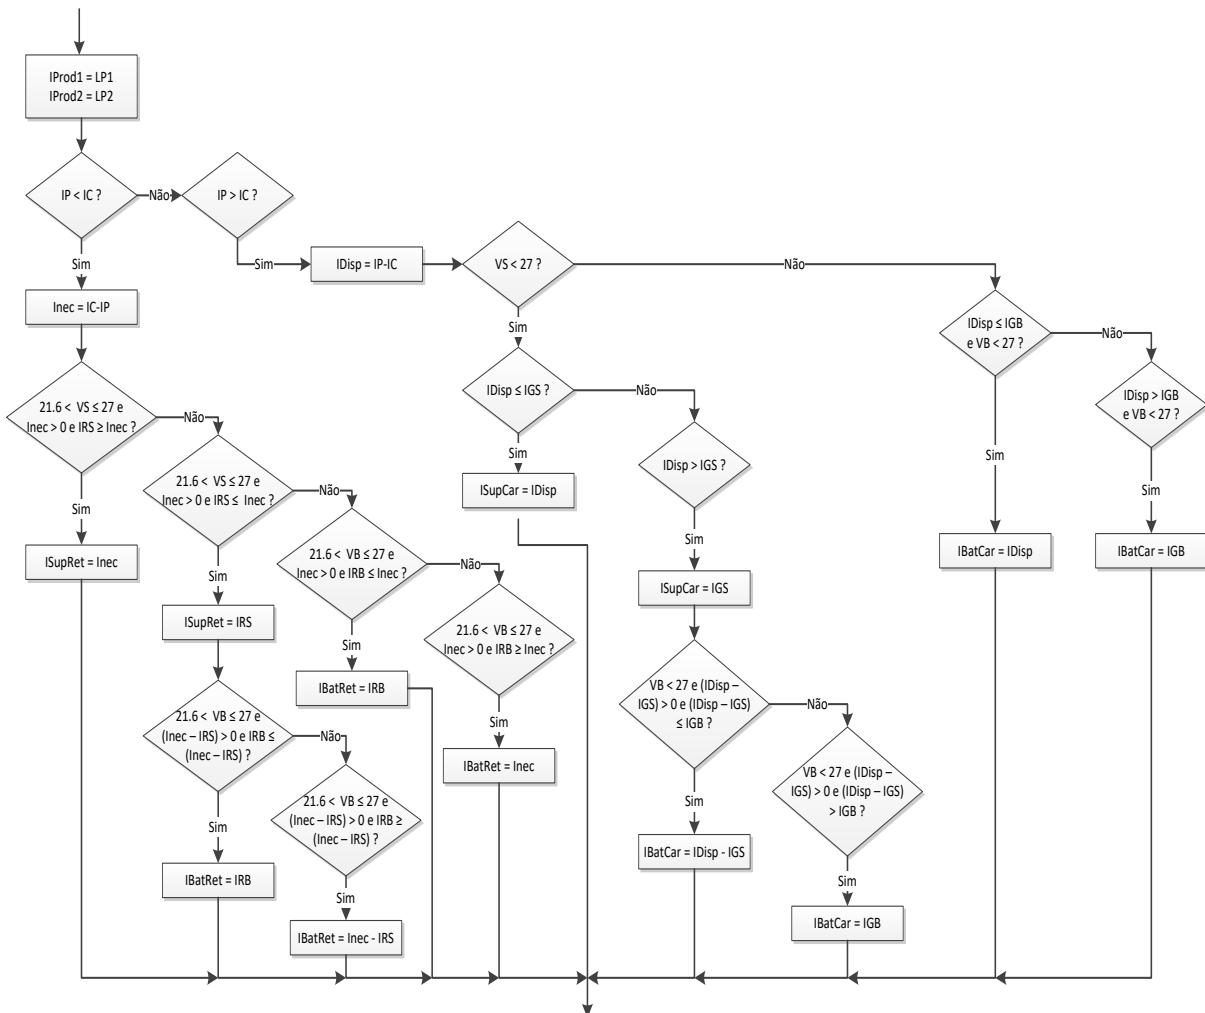 IProd1 = LP1
IProd2 = LP2
IP < IC ?
Não
IP > IC ?
Sim
Sim
IDisp = IP-IC
VS < 27 ?
Não
Inec = IC-IP
Sim
IDisp ≤ IGB
e VB < 27 ?
Não
IDisp > IGB
e VB < 27 ?
21.6 < VS ≤ 27 e
Inec > 0 e IRS ≥ Inec ?
Não
IDisp ≤ IGS ?
Não
Sim
IDisp > IGS ?
Sim
Sim
21.6 < VS ≤ 27 e
Inec > 0 e IRS ≤ Inec ?
Não
ISupCar = IDisp
Sim
Sim
Sim
ISupRet = Inec
21.6 < VB ≤ 27 e
Inec > 0 e IRB ≤ Inec ?
Não
IBatCar = IDisp
IBatCar = IGB
Sim
ISupCar = IGS
ISupRet = IRS
21.6 < VB ≤ 27 e
Inec > 0 e IRB ≥ Inec ?
Sim
IBatRet = IRB
VB < 27 e (IDisp –
IGS) > 0 e (IDisp – IGS)
≤ IGB ?
Não
21.6 < VB ≤ 27 e
(Inec – IRS) > 0 e IRB ≤
(Inec – IRS) ?
Não
Sim
IBatRet = Inec
VB < 27 e (IDisp –
IGS) > 0 e (IDisp – IGS)
> IGB ?
21.6 < VB ≤ 27 e
(Inec – IRS) > 0 e IRB ≥
(Inec – IRS) ?
Sim
Sim
IBatCar = IDisp - IGS
IBatRet = IRB
Sim
Sim
IBatCar = IGB
IBatRet = Inec - IRS